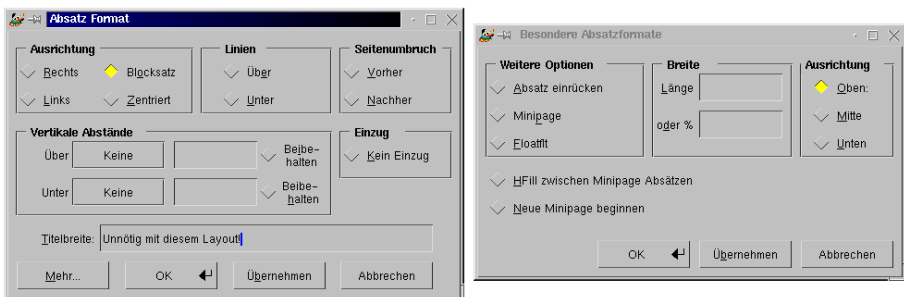 Absatz Format
Ausrichtung
Rechts Blocksatz
Links Zentriert
Linien
Über
Unter
Seitenumbruch
Vorher
Nachher
Vertikale Abstände
Über Keine Beibe-
halten
Unter Keine Beibe-
halten
Einzug
Kein Einzug
Titelbreite: Unnötig mit diesem Layout!
Mehr... OK Übernehmen Abbrechen
Besondere Absatzformate
Weitere Optionen
Absatz einrücken
Minipage
Floatflt
Breite
Länge
oder %
Ausrichtung
Oben:
Mitte
Unten
HFill zwischen Minipage Absätzen
Neue Minipage beginnen
OK Übernehmen Abbrechen